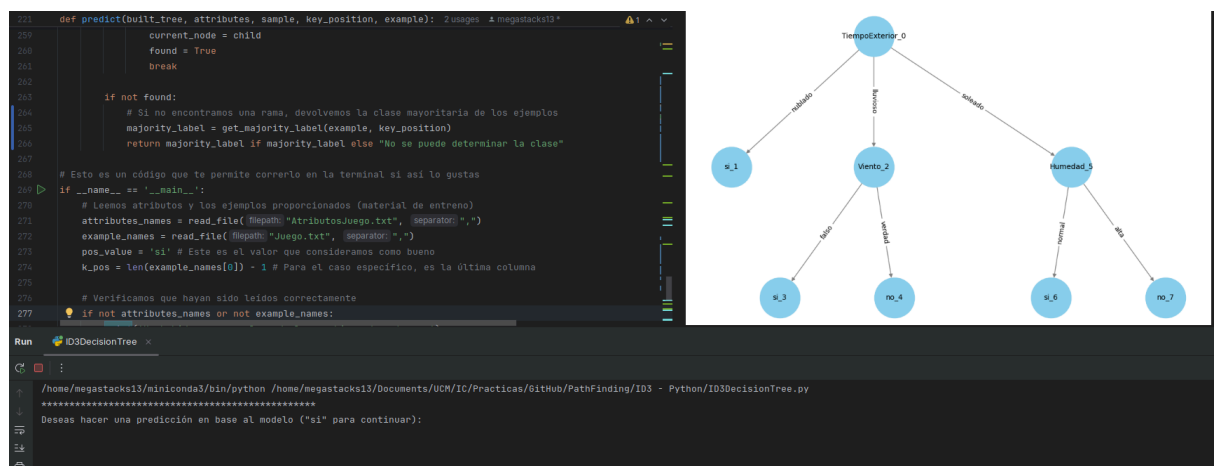 221 def predict(built_tree, attributes, sample, key_position, example): 2 usages megastacks13 * 1
259 current_node = child
260 found = True
261 break
262
263 if not found:
264 # Si no encontramos una rama, devolvemos la clase mayoritaria de los ejemplos
265 majority_label = get_majority_label(example, key_position)
266 return majority_label if majority_label else "No se puede determinar la clase"
267
268 # Esto es un código que te permite correrlo en la terminal si asi lo gustas
269 if __name__ == '__main__':
270 # Leemos atributos y los ejemplos proporcionados (material de entreno)
271 attributes_names = read_file( filepath: "AtributosJuego.txt", separator: ",")
272 example_names = read_file( filepath: "Juego.txt", separator: ",")
273 pos_value = 'si' # Este es el valor que consideramos como bueno
274 k_pos = len(example_names[0]) - 1 # Para el caso específico, es la última columna
275
276 # Verificamos que hayan sido leídos correctamente
277 if not attributes_names or not example_names:
TiempoExterior_0
nublado
lluvioso
soleado
si_1
Viento_2
Humedad_5
falso
verdad
normal
alta
si_3
no_4
si_6
no_7
Run ID3DecisionTree ×
/home/megastacks13/miniconda3/bin/python /home/megastacks13/Documents/UCM/IC/Practicas/GitHub/PathFinding/ID3 - Python/ID3DecisionTree.py
**************************************************
Deseas hacer una predicción en base al modelo ("si" para continuar):